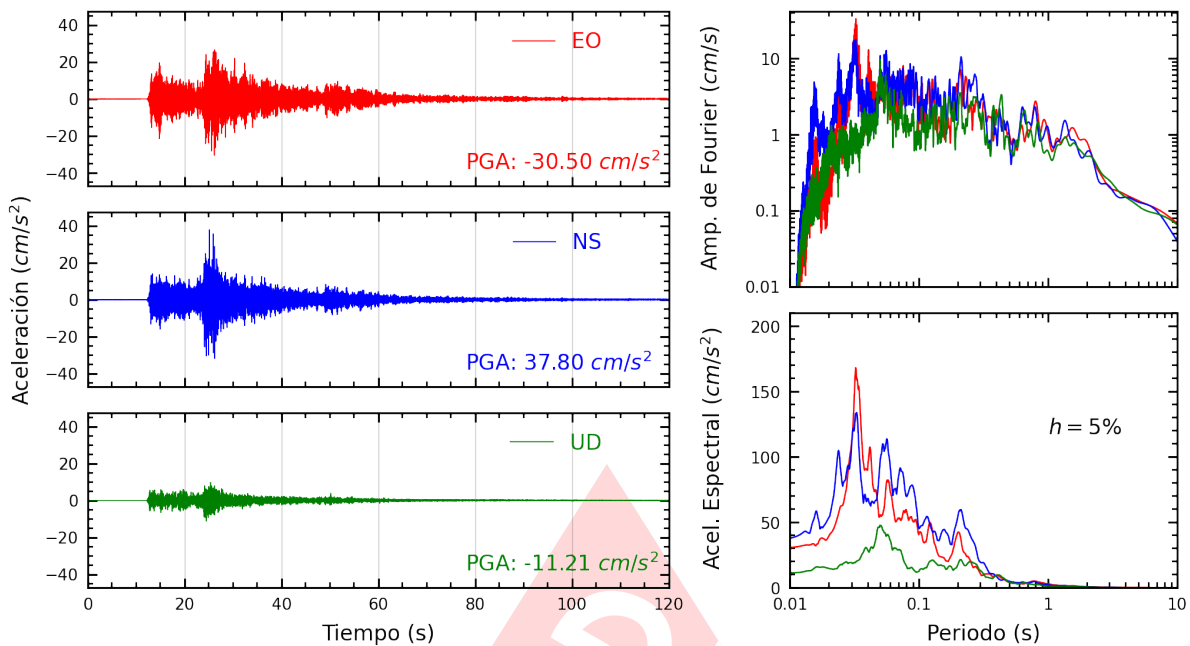 Aceleración (cm/s²)
40
20
0
−20
−40
EO
PGA: -30.50 cm/s²
40
20
0
−20
−40
NS
PGA: 37.80 cm/s²
40
20
0
−20
−40
UD
PGA: -11.21 cm/s²
0 20 40 60 80 100 120
Tiempo (s)
Amp. de Fourier (cm/s)
10
1
0.1
0.01
Acel. Espectral (cm/s²)
200
150
100
50
0
h = 5%
0.01 0.1 1 10
Periodo (s)